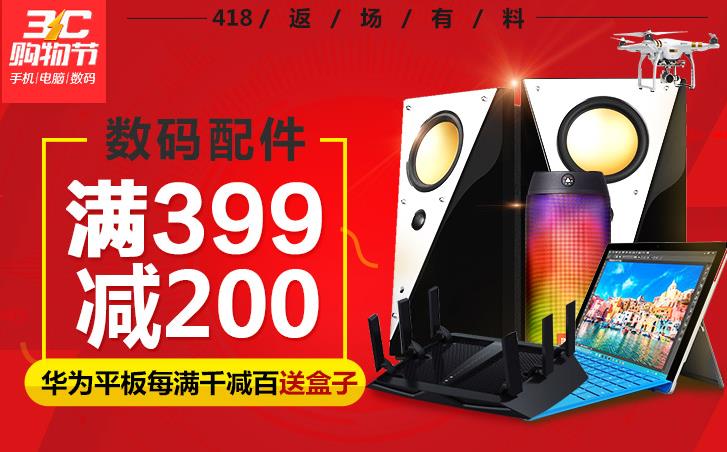 418/返/场/有/料
3C
购物节
手机|电脑|数码
数码配件
满399
减200
华为平板每满千减百送盒子